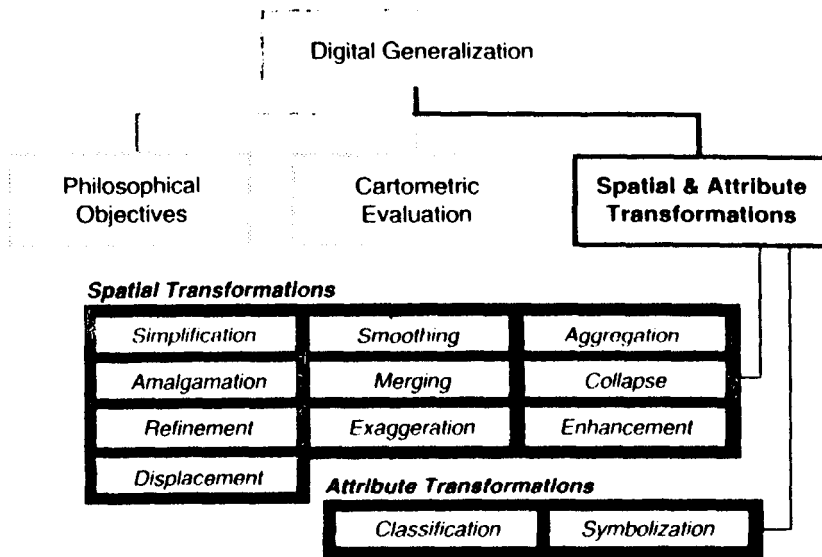 Digital Generalization
Philosophical
Objectives
Cartometric
Evaluation
Spatial & Attribute
Transformations
Spatial Transformations
Simplification Smoothing Aggregation
Amalgamation Merging Collapse
Refinement Exaggeration Enhancement
Displacement
Attribute Transformations
Classification Symbolization